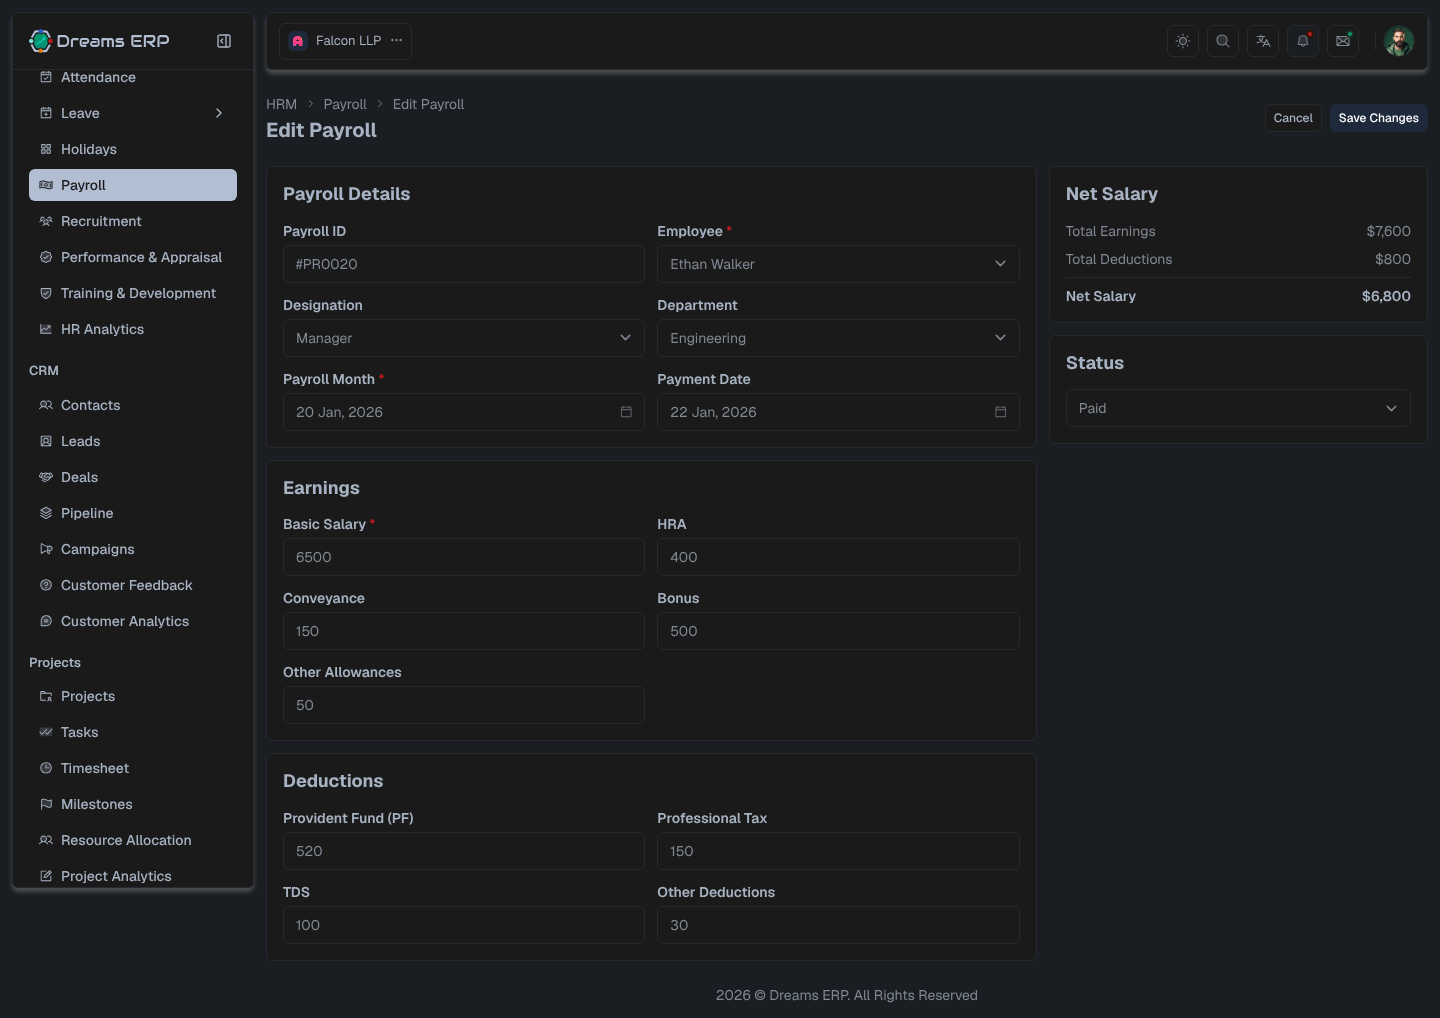 Dreams ERP
Attendance
Leave
Holidays
Payroll
Recruitment
Performance & Appraisal
Training & Development
HR Analytics
CRM
Contacts
Leads
Deals
Pipeline
Campaigns
Customer Feedback
Customer Analytics
Projects
Projects
Tasks
Timesheet
Milestones
Resource Allocation
Project Analytics
Falcon LLP ···
HRM > Payroll > Edit Payroll
Edit Payroll
Cancel
Save Changes
Payroll Details
Payroll ID
#PR0020
Employee *
Ethan Walker
Designation
Manager
Department
Engineering
Payroll Month *
20 Jan, 2026
Payment Date
22 Jan, 2026
Earnings
Basic Salary *
6500
HRA
400
Conveyance
150
Bonus
500
Other Allowances
50
Deductions
Provident Fund (PF)
520
Professional Tax
150
TDS
100
Other Deductions
30
Net Salary
Total Earnings $7,600
Total Deductions $800
Net Salary $6,800
Status
Paid
2026 © Dreams ERP. All Rights Reserved